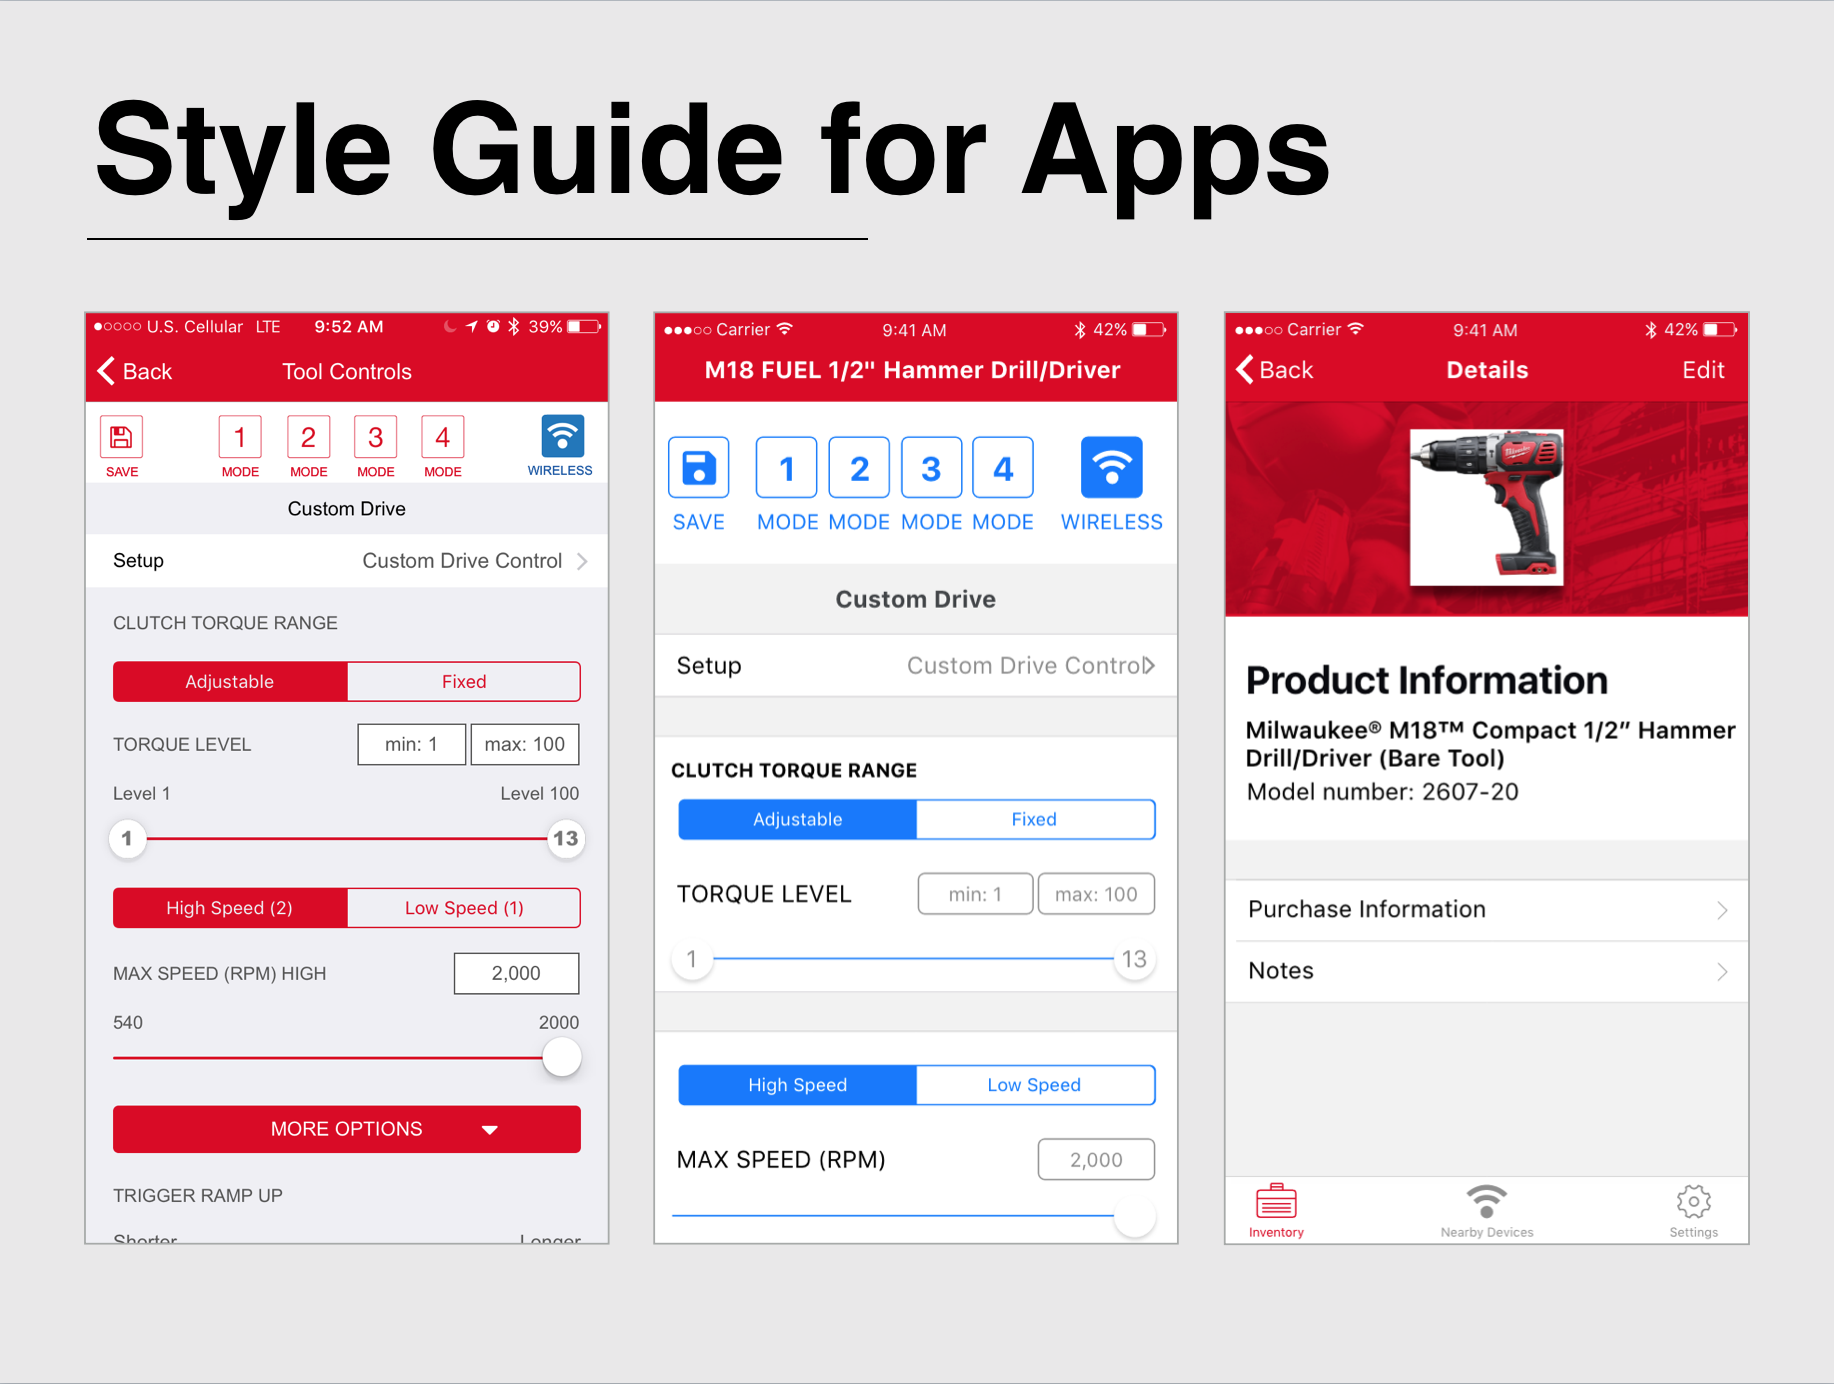 Style Guide for Apps
U.S. Cellular LTE 9:52 AM 39%
Back Tool Controls
1 2 3 4
SAVE MODE MODE MODE MODE WIRELESS
Custom Drive
Setup Custom Drive Control
CLUTCH TORQUE RANGE
Adjustable Fixed
TORQUE LEVEL min: 1 max: 100
Level 1 Level 100
1 13
High Speed (2) Low Speed (1)
MAX SPEED (RPM) HIGH 2,000
540 2000
MORE OPTIONS
TRIGGER RAMP UP
Shorter Longer
Carrier 9:41 AM 42%
M18 FUEL 1/2" Hammer Drill/Driver
1 2 3 4
SAVE MODE MODE MODE MODE WIRELESS
Custom Drive
Setup Custom Drive Control
CLUTCH TORQUE RANGE
Adjustable Fixed
TORQUE LEVEL min: 1 max: 100
1 13
High Speed Low Speed
MAX SPEED (RPM) 2,000
Carrier 9:41 AM 42%
Back Details Edit
Milwaukee
Product Information
Milwaukee® M18™ Compact 1/2” Hammer
Drill/Driver (Bare Tool)
Model number: 2607-20
Purchase Information
Notes
Inventory Nearby Devices Settings